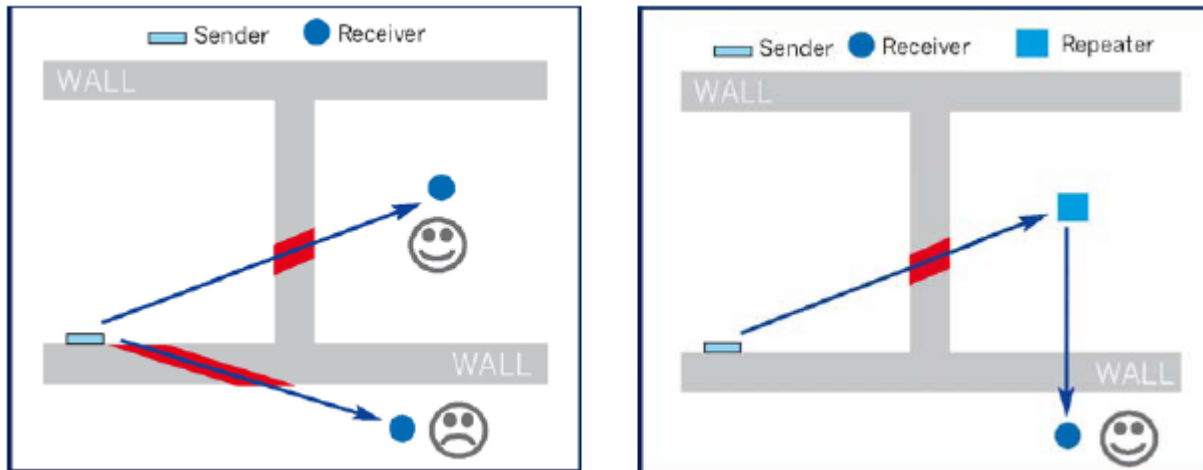 Sender Receiver
WALL
WALL
Sender Receiver Repeater
WALL
WALL